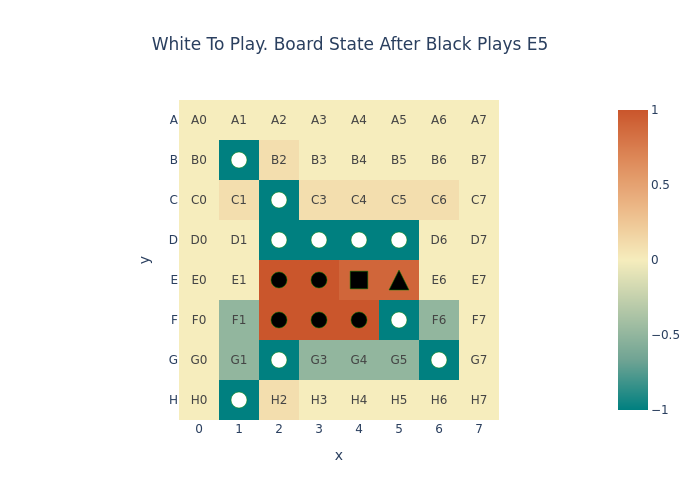 White To Play. Board State After Black Plays E5
A A0 A1 A2 A3 A4 A5 A6 A7
B B0 B2 B3 B4 B5 B6 B7
C C0 C1 C3 C4 C5 C6 C7
D D0 D1 D6 D7
E E0 E1 E6 E7
F F0 F1 F6 F7
G G0 G1 G3 G4 G5 G7
H H0 H2 H3 H4 H5 H6 H7
0 1 2 3 4 5 6 7
x
y
1
0.5
0
−0.5
−1